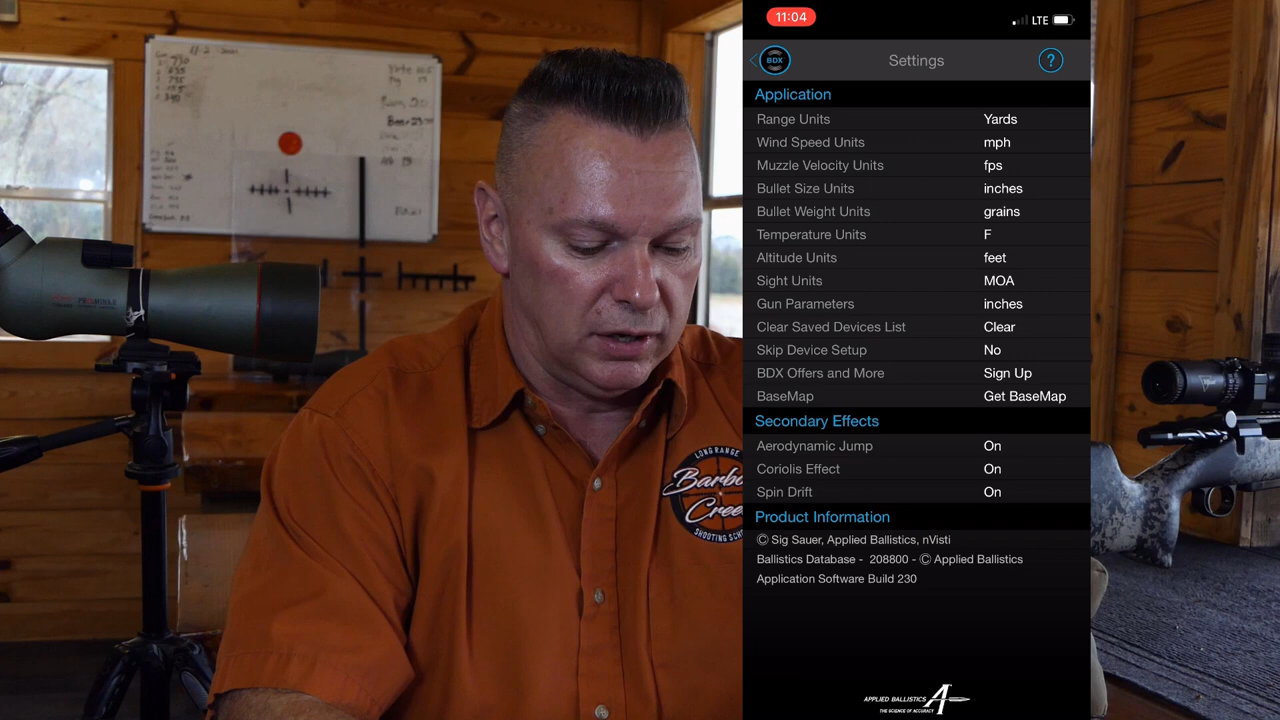 11:04
LTE
BDX
Settings
?
Application
Range Units Yards
Wind Speed Units mph
Muzzle Velocity Units fps
Bullet Size Units inches
Bullet Weight Units grains
Temperature Units F
Altitude Units feet
Sight Units MOA
Gun Parameters inches
Clear Saved Devices List Clear
Skip Device Setup No
BDX Offers and More Sign Up
BaseMap Get BaseMap
Secondary Effects
Aerodynamic Jump On
Coriolis Effect On
Spin Drift On
Product Information
© Sig Sauer, Applied Ballistics, nVisti
Ballistics Database - 208800 - © Applied Ballistics
Application Software Build 230
APPLIED BALLISTICS
THE SCIENCE OF ACCURACY
LONG RANGE
SHOOTING